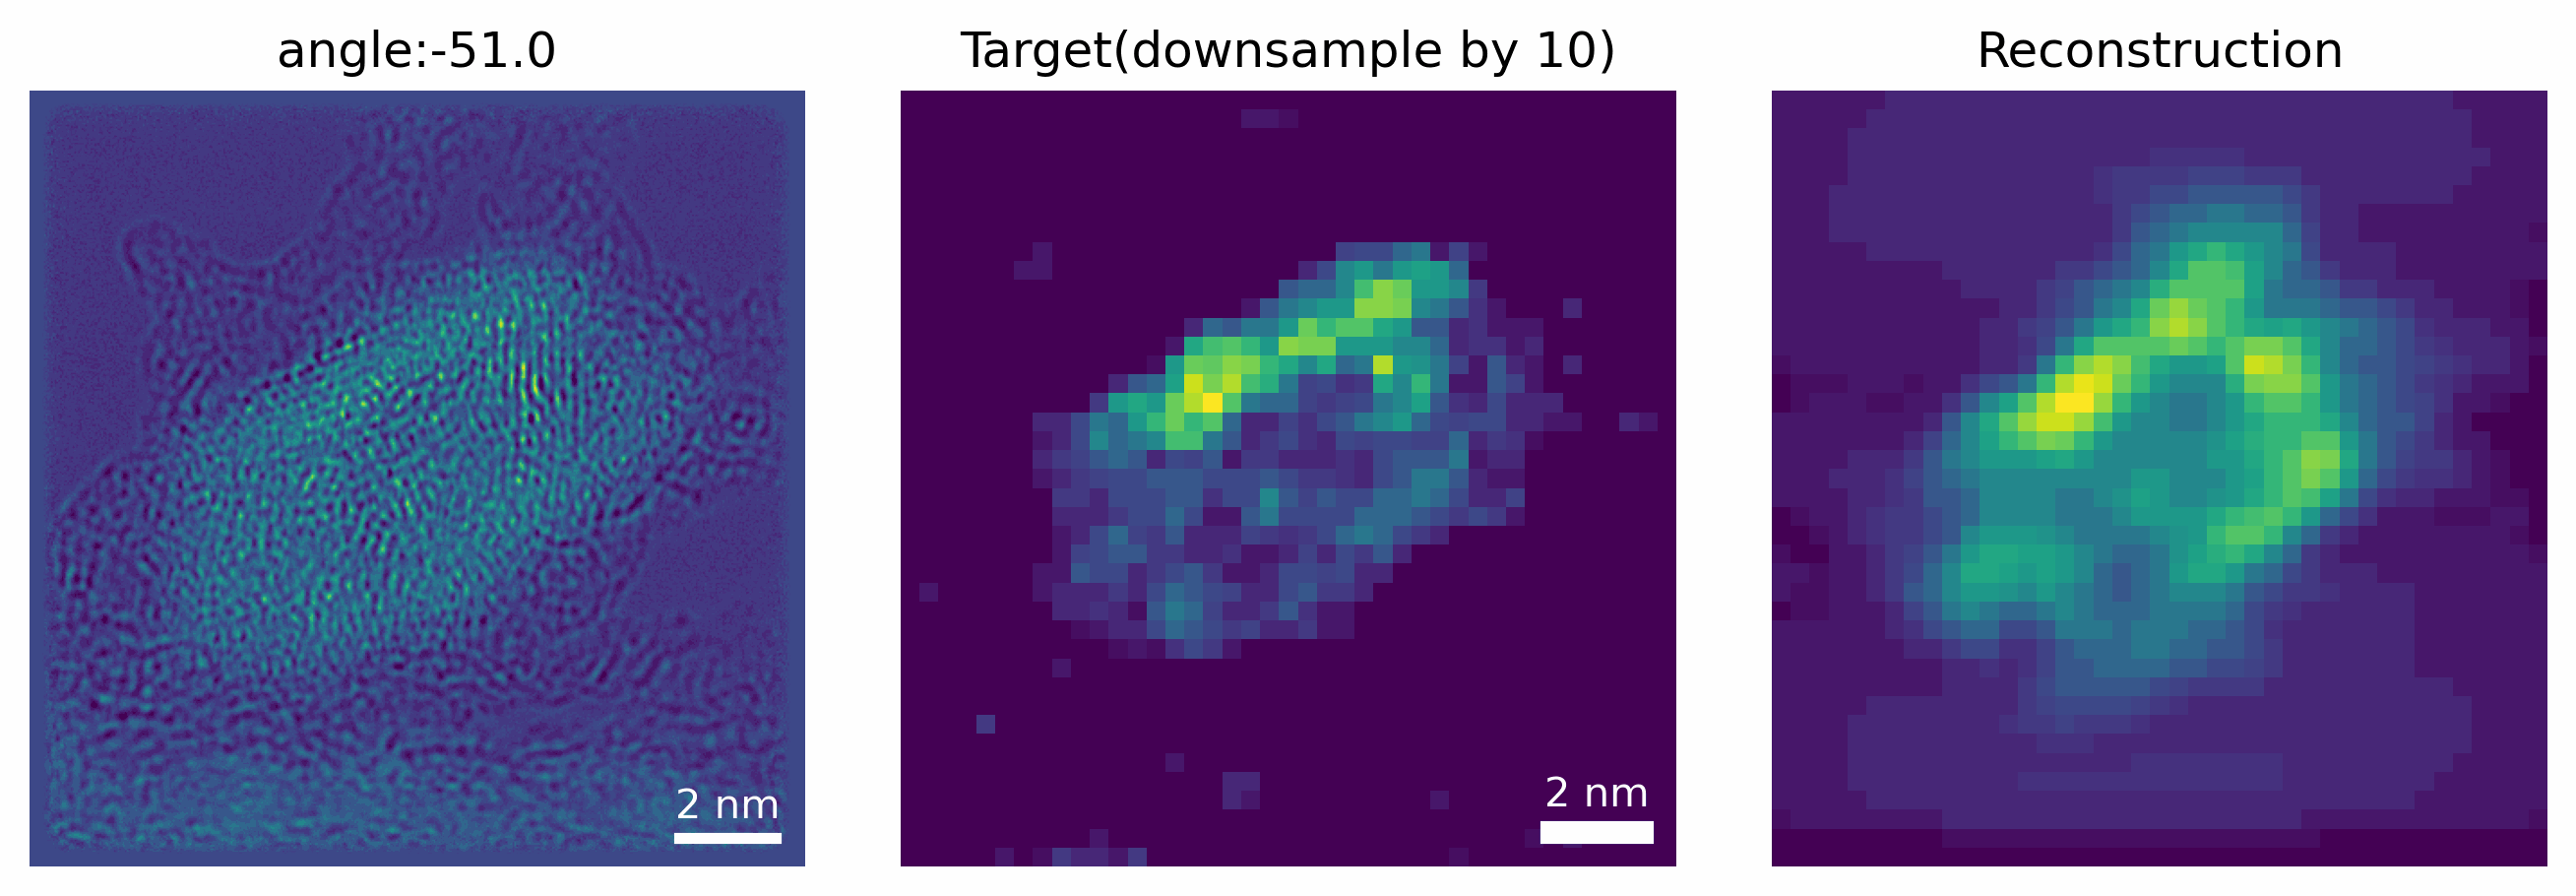 angle:-51.0
Target(downsample by 10)
Reconstruction
2 nm
2 nm